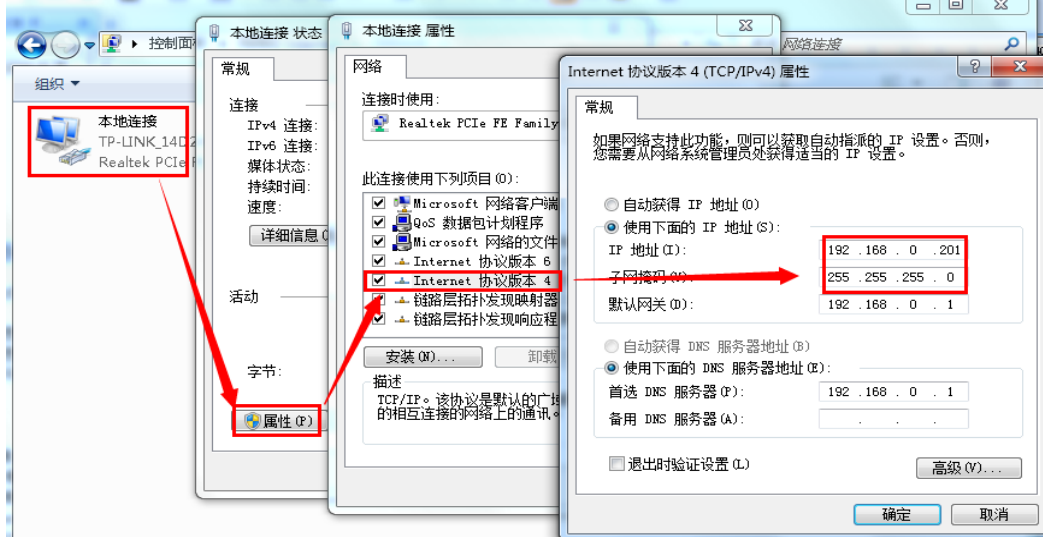 控制面
组织
本地连接
TP-LINK_14D2
Realtek PCIe F
本地连接 状态
常规
连接
IPv4 连接:
IPv6 连接:
媒体状态:
持续时间:
速度:
详细信息(
活动
字节:
属性(P)
本地连接 属性
网络
连接时使用:
Realtek PCIe FE Family
此连接使用下列项目(O):
Microsoft 网络客户端
QoS 数据包计划程序
Microsoft 网络的文件
Internet 协议版本 6
Internet 协议版本 4
链路层拓扑发现映射器
链路层拓扑发现响应程
安装(N)...
卸载
描述
TCP/IP。该协议是默认的广域
的相互连接的网络上的通讯。
网络连接
Internet 协议版本 4 (TCP/IPv4) 属性
常规
如果网络支持此功能，则可以获取自动指派的 IP 设置。否则，
您需要从网络系统管理员处获得适当的 IP 设置。
自动获得 IP 地址(O)
使用下面的 IP 地址(S):
IP 地址(I): 192 .168 . 0 .201
子网掩码(U): 255 .255 .255 . 0
默认网关(D): 192 .168 . 0 . 1
自动获得 DNS 服务器地址(B)
使用下面的 DNS 服务器地址(E):
首选 DNS 服务器(P): 192 .168 . 0 . 1
备用 DNS 服务器(A): . . .
退出时验证设置(L)
高级(V)...
确定
取消